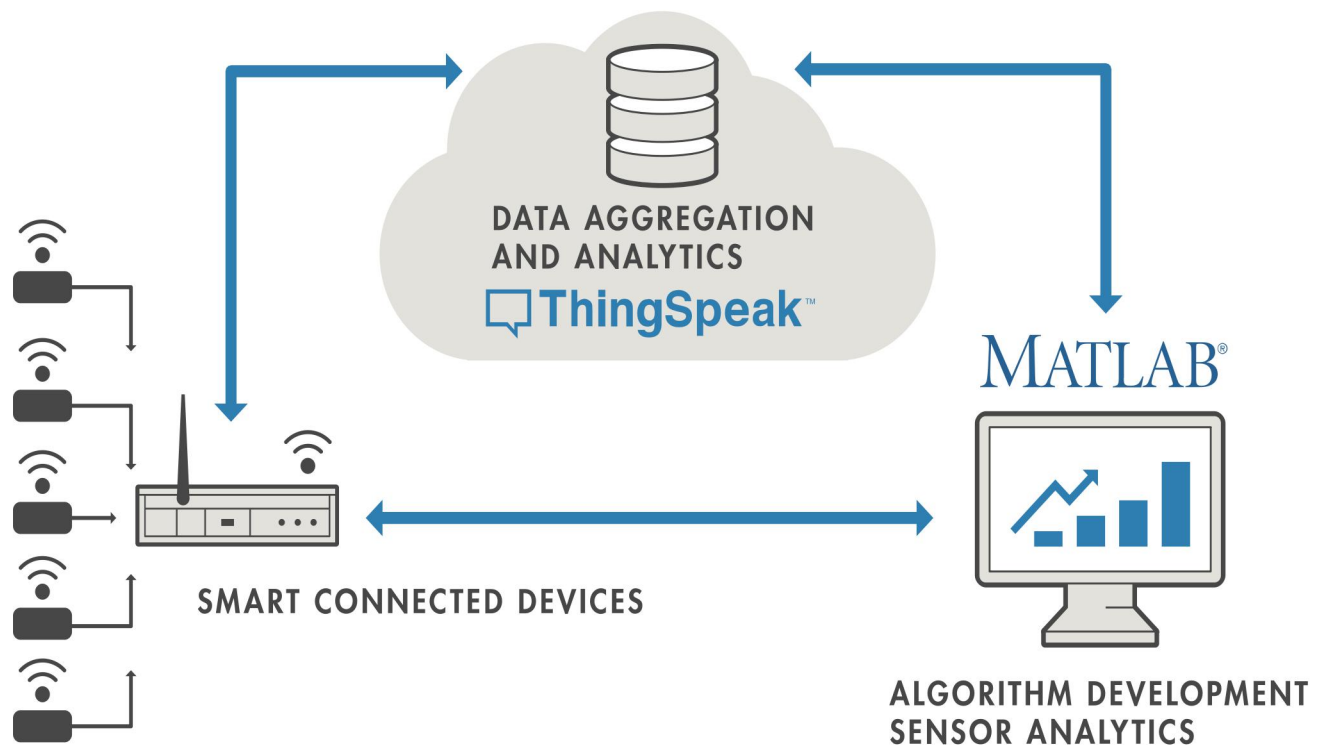 DATA AGGREGATION
AND ANALYTICS
ThingSpeak™
MATLAB®
SMART CONNECTED DEVICES
ALGORITHM DEVELOPMENT
SENSOR ANALYTICS